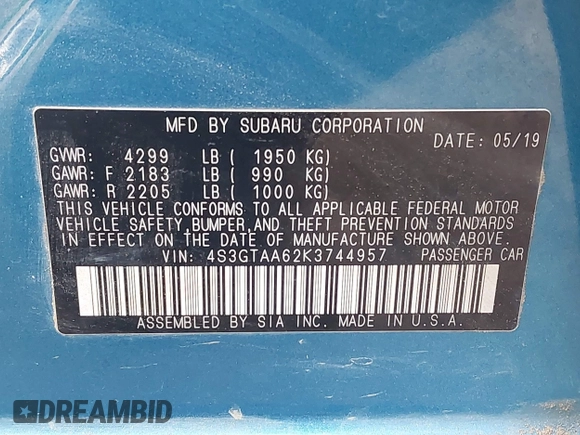 MFD BY SUBARU CORPORATION
DATE: 05/19
GVWR: 4299 LB ( 1950 KG)
GAWR: F 2183 LB ( 990 KG)
GAWR: R 2205 LB ( 1000 KG)
THIS VEHICLE CONFORMS TO ALL APPLICABLE FEDERAL MOTOR
VEHICLE SAFETY,BUMPER,AND THEFT PREVENTION STANDARDS
IN EFFECT ON THE DATE OF MANUFACTURE SHOWN ABOVE.
VIN: 4S3GTAA62K3744957 PASSENGER CAR
ASSEMBLED BY SIA INC. MADE IN U.S.A.
DREAMBID